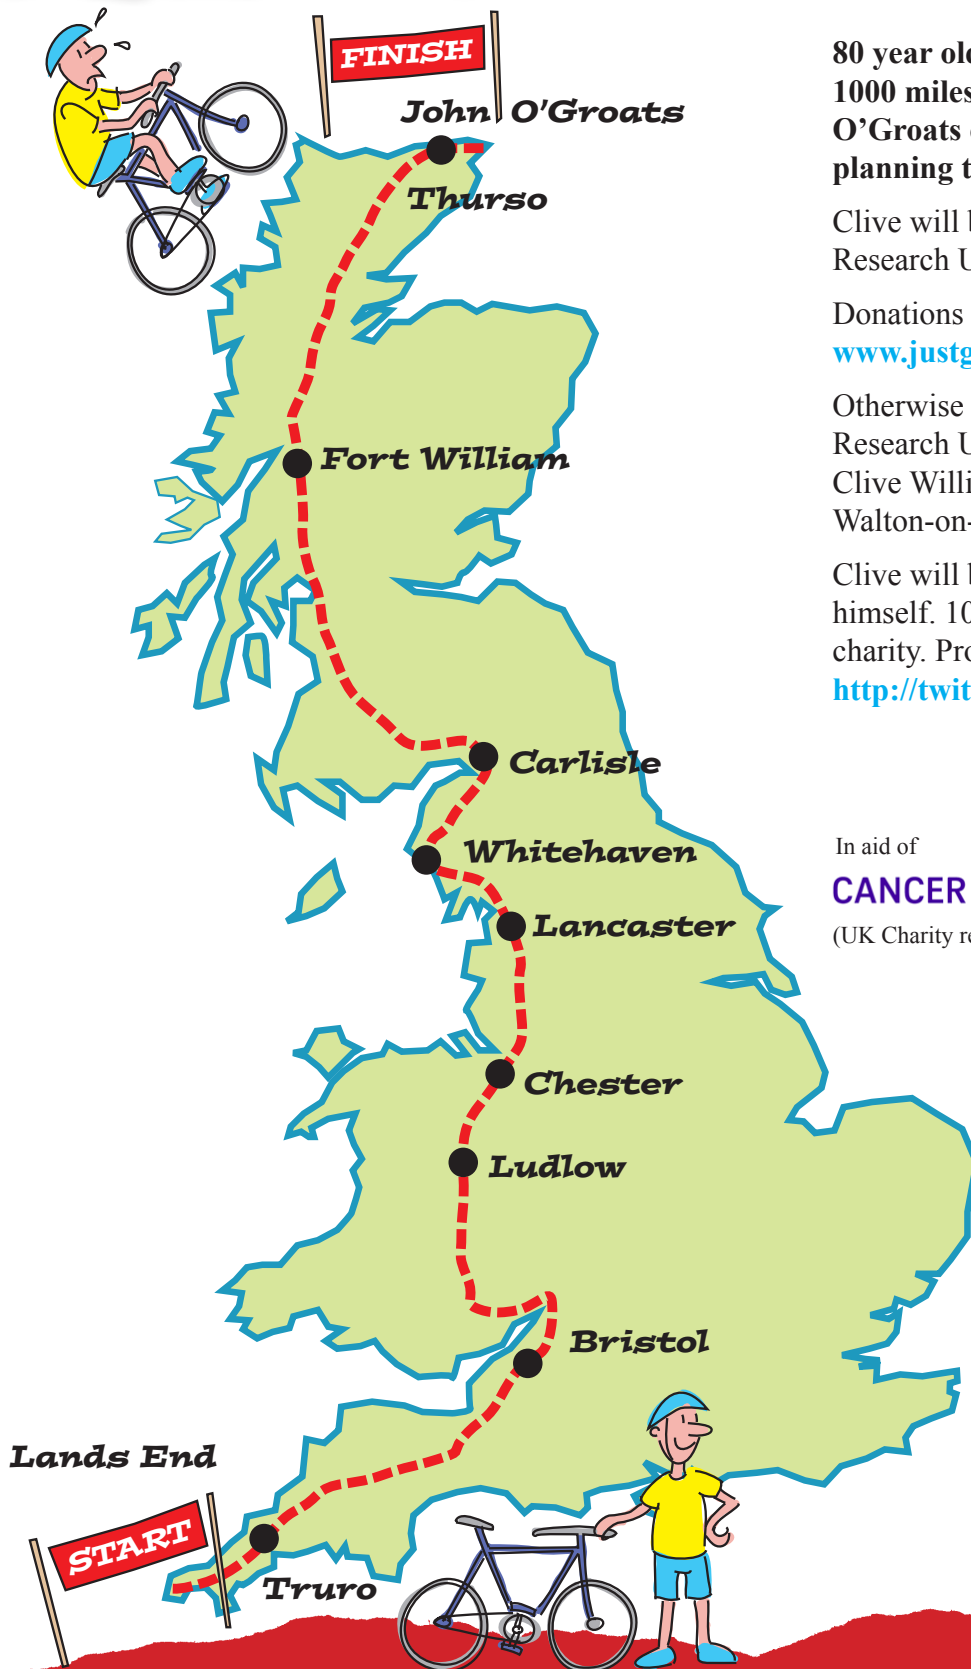 FINISH
John O'Groats
Thurso
Fort William
Carlisle
Whitehaven
Lancaster
Chester
Ludlow
Bristol
Lands End
START
Truro
80 year old
1000 miles
O'Groats
planning
Clive will
Research
Donations
www.justg
Otherwise
Research
Clive Willi
Walton-on-
Clive will
himself. 10
charity. Pro
http://twit
In aid of
CANCER
(UK Charity re